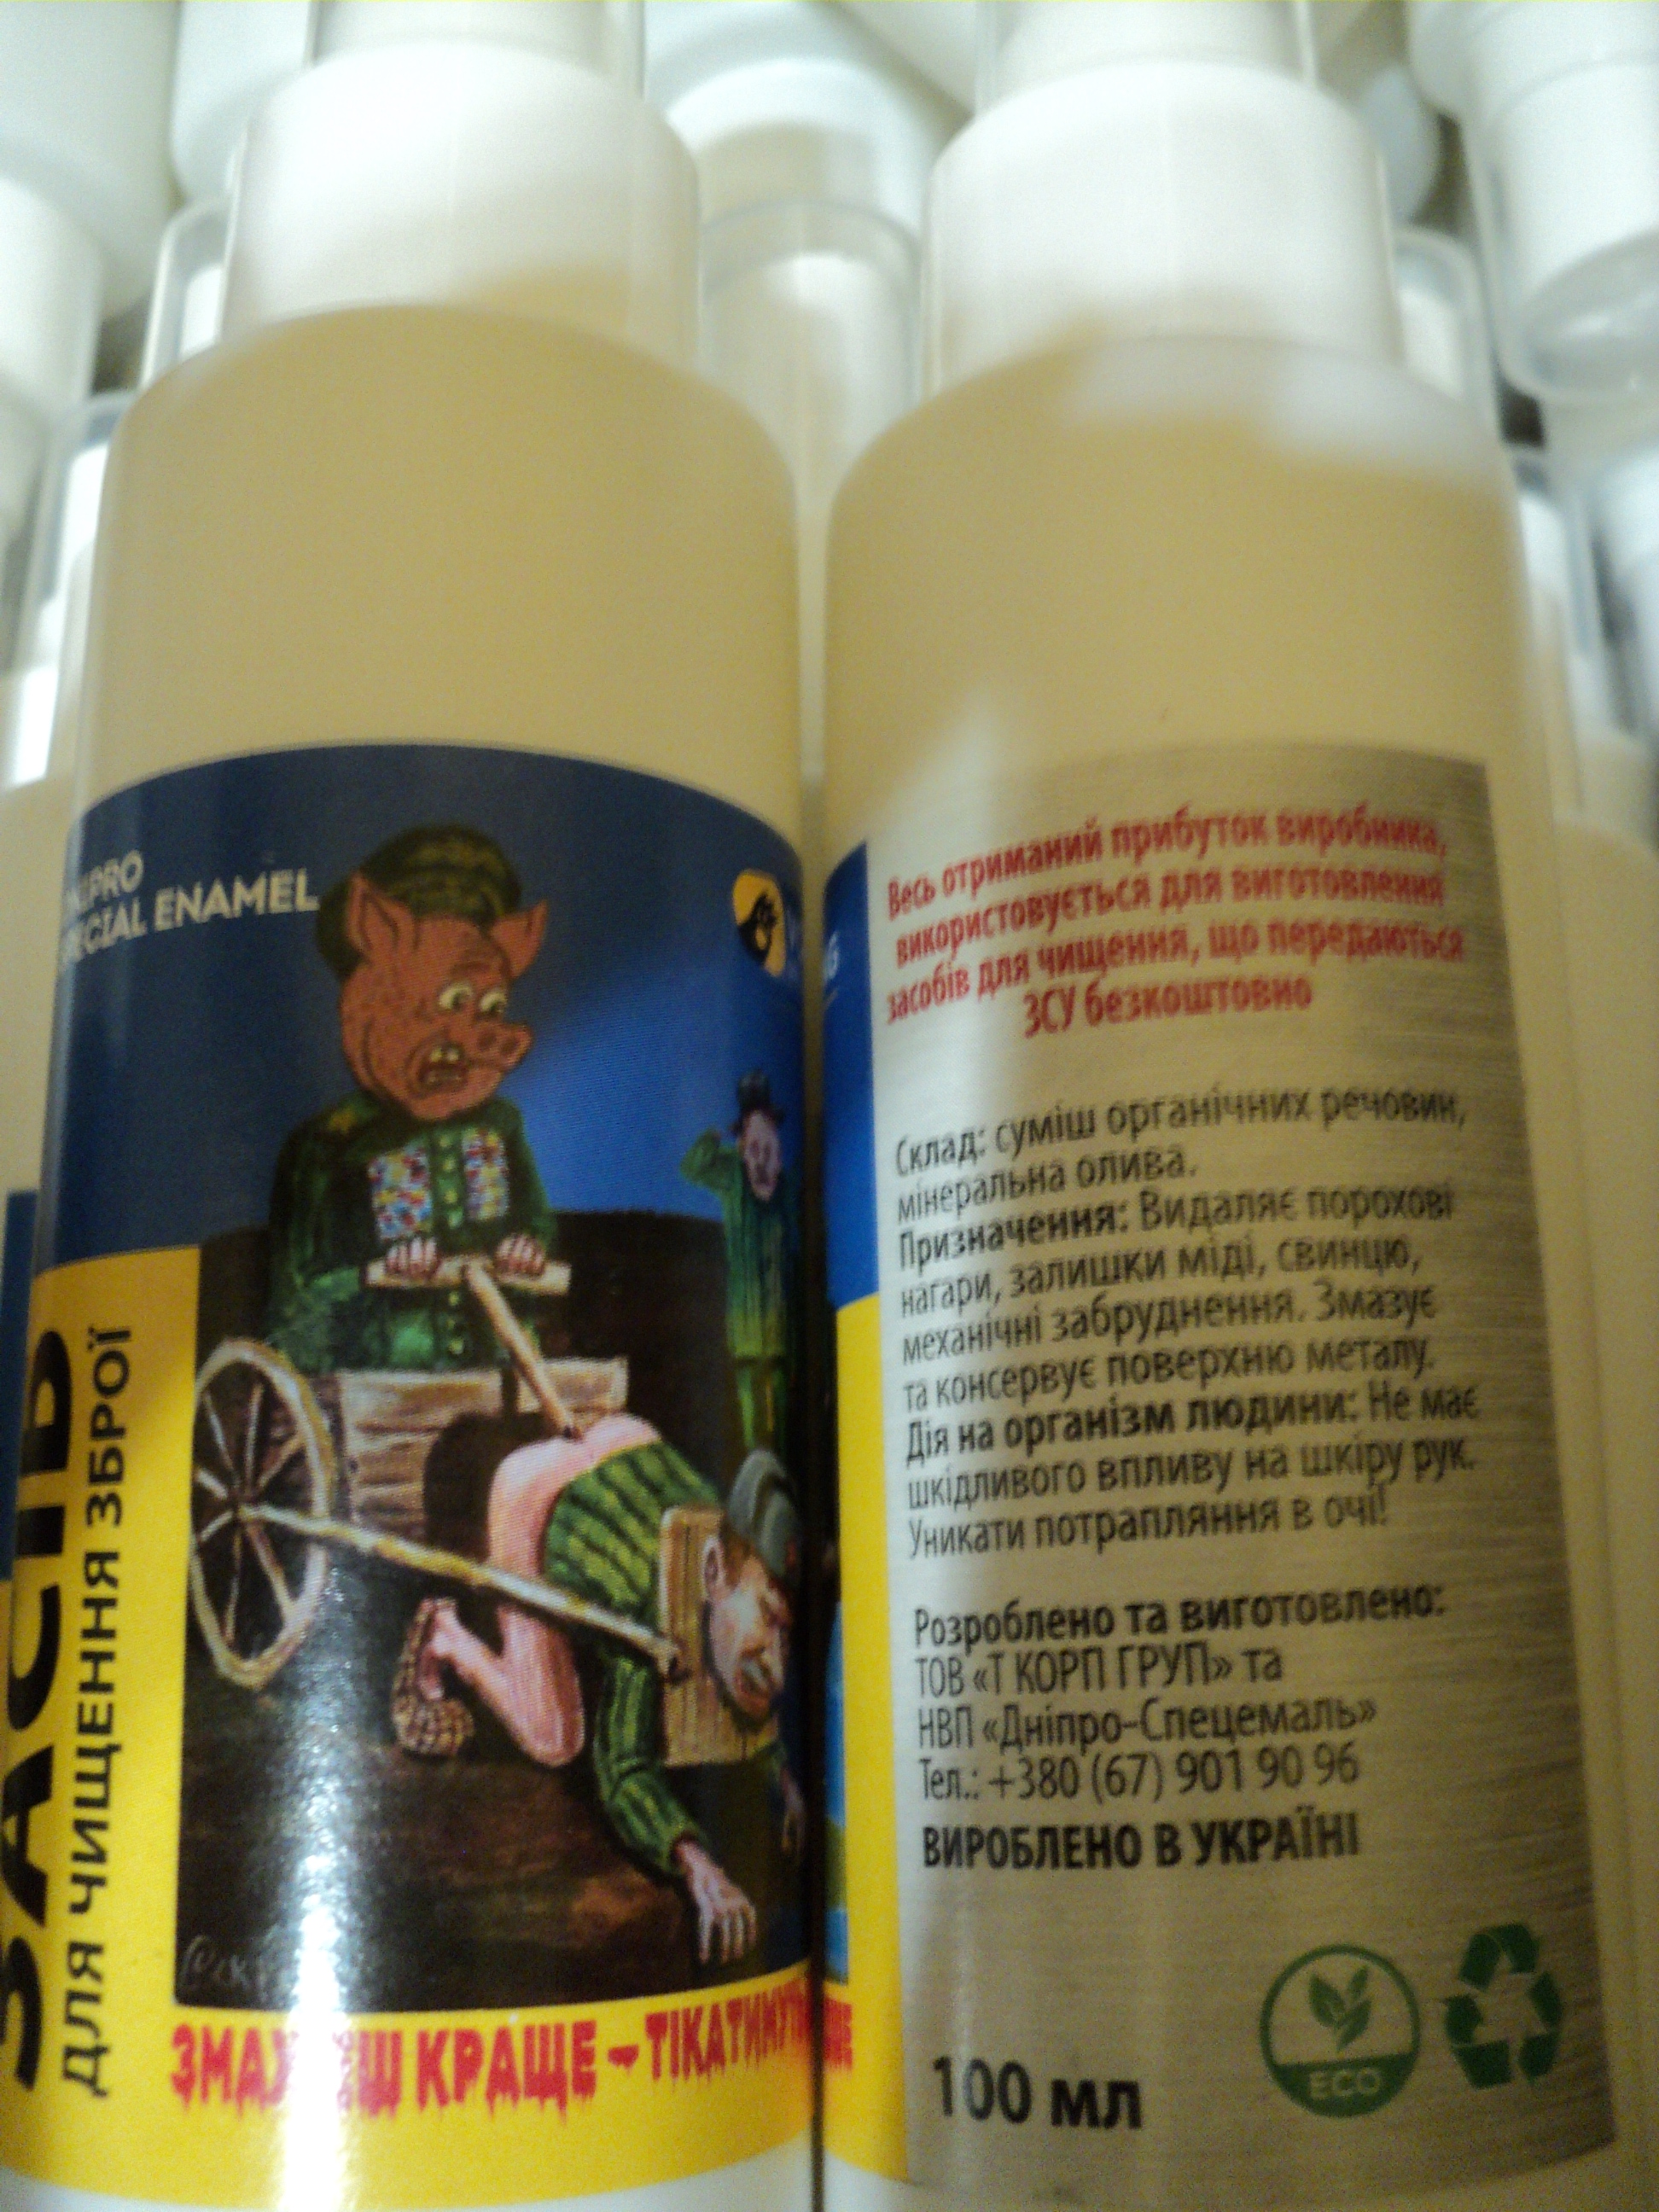 SPECIAL ENAMEL
ЗАСІБ
ДЛЯ ЧИЩЕННЯ ЗБРОЇ
КРАЩЕ –
Весь отриманий прибуток виробника,
використовується для виготовлення
засобів для чищення, що передаються
ЗСУ безкоштовно
Склад: суміш органічних речовин,
мінеральна олива.
Призначення: Видаляє порохові
нагари, залишки міді, свинцю,
механічні забруднення. Змазує
та консервує поверхню металу.
Дія на організм людини: Не має
шкідливого впливу на шкіру рук.
Уникати потрапляння в очі!
Розроблено та виготовлено:
ТОВ «Т КОРП ГРУП» та
НВП «Дніпро-Спецемаль»
Тел.: +380 (67) 901 90 96
ВИРОБЛЕНО В УКРАЇНІ
100 мл
ECO